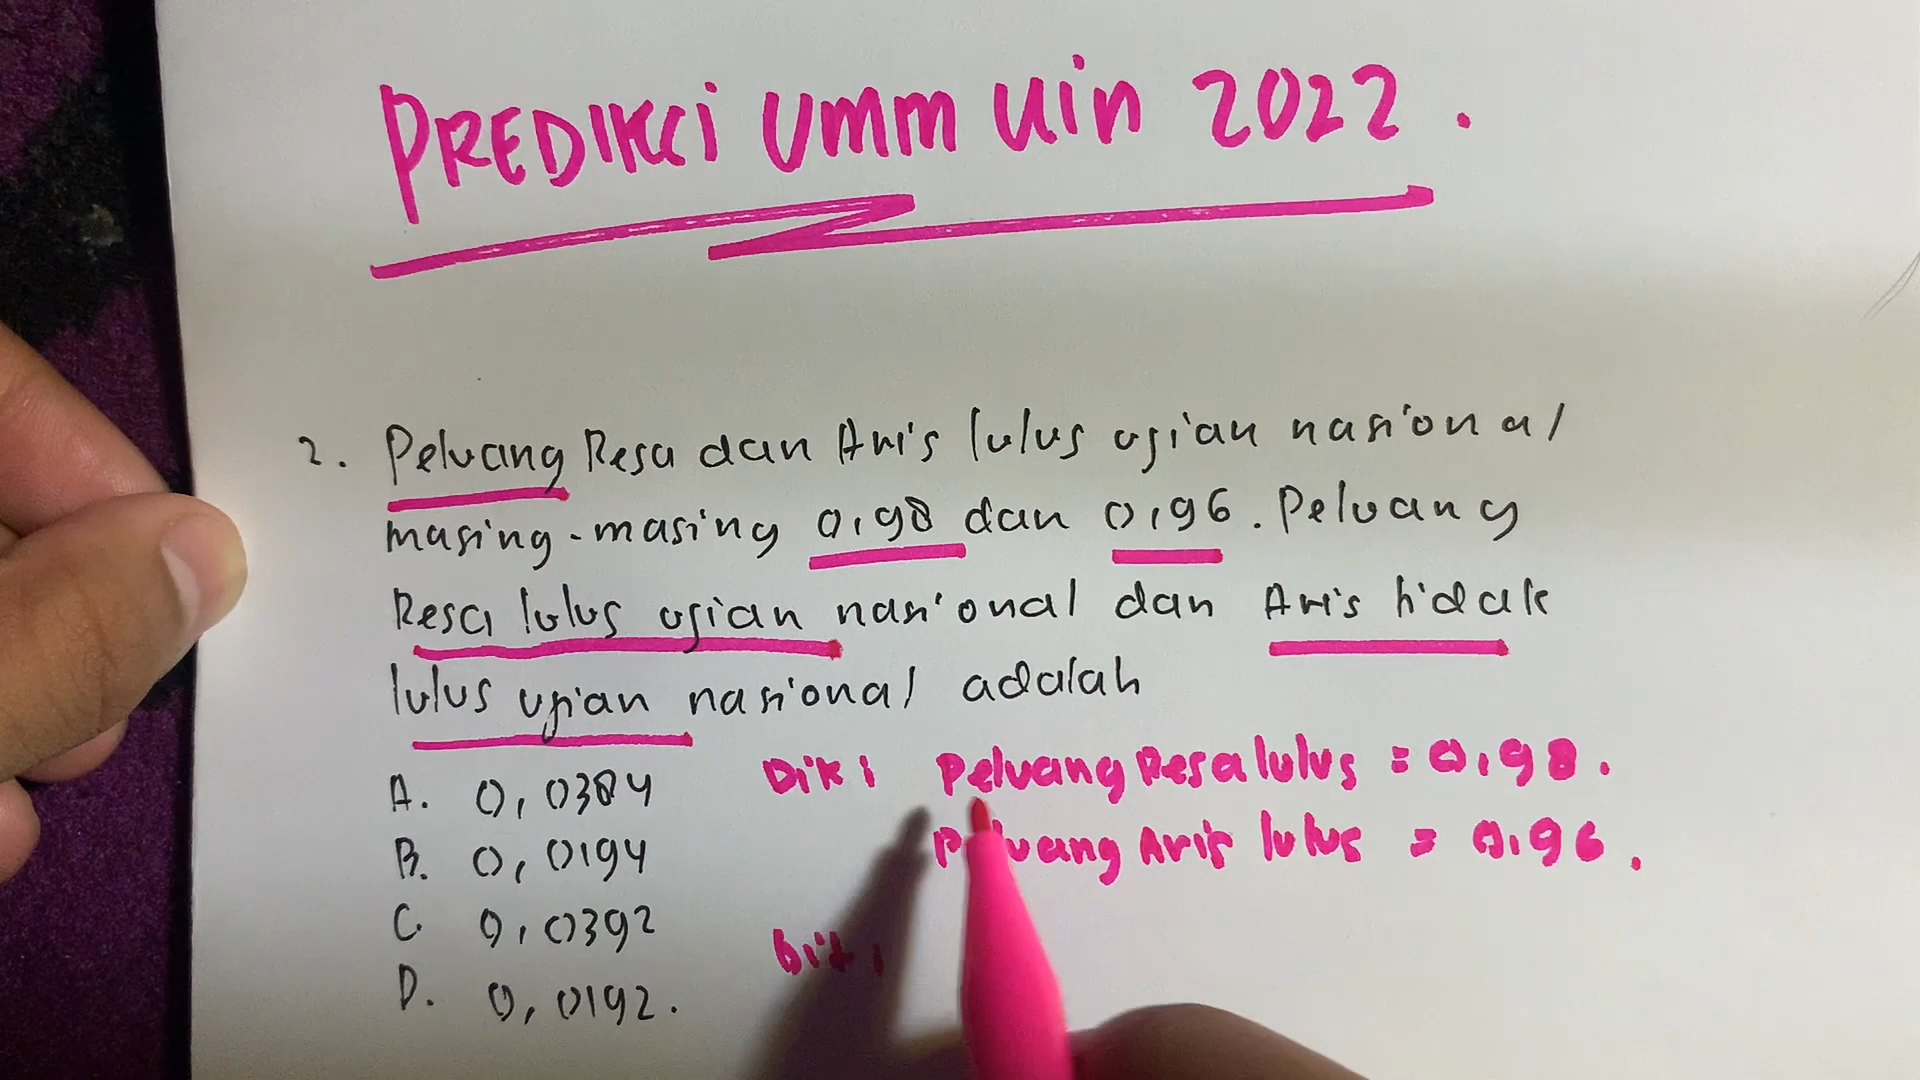 PREDIKSI UMM UIN 2022.
2. Peluang Resa dan Aris lulus ujian nasional
masing-masing 0,98 dan 0,96. Peluang
Resa lulus ujian nasional dan Aris tidak
lulus ujian nasional adalah
A. 0,0384
B. 0,0194
C. 0,0392
D. 0,0192.
Dik: Peluang Resa lulus = 0,98.
Peluang Aris lulus = 0,96.
Dit: